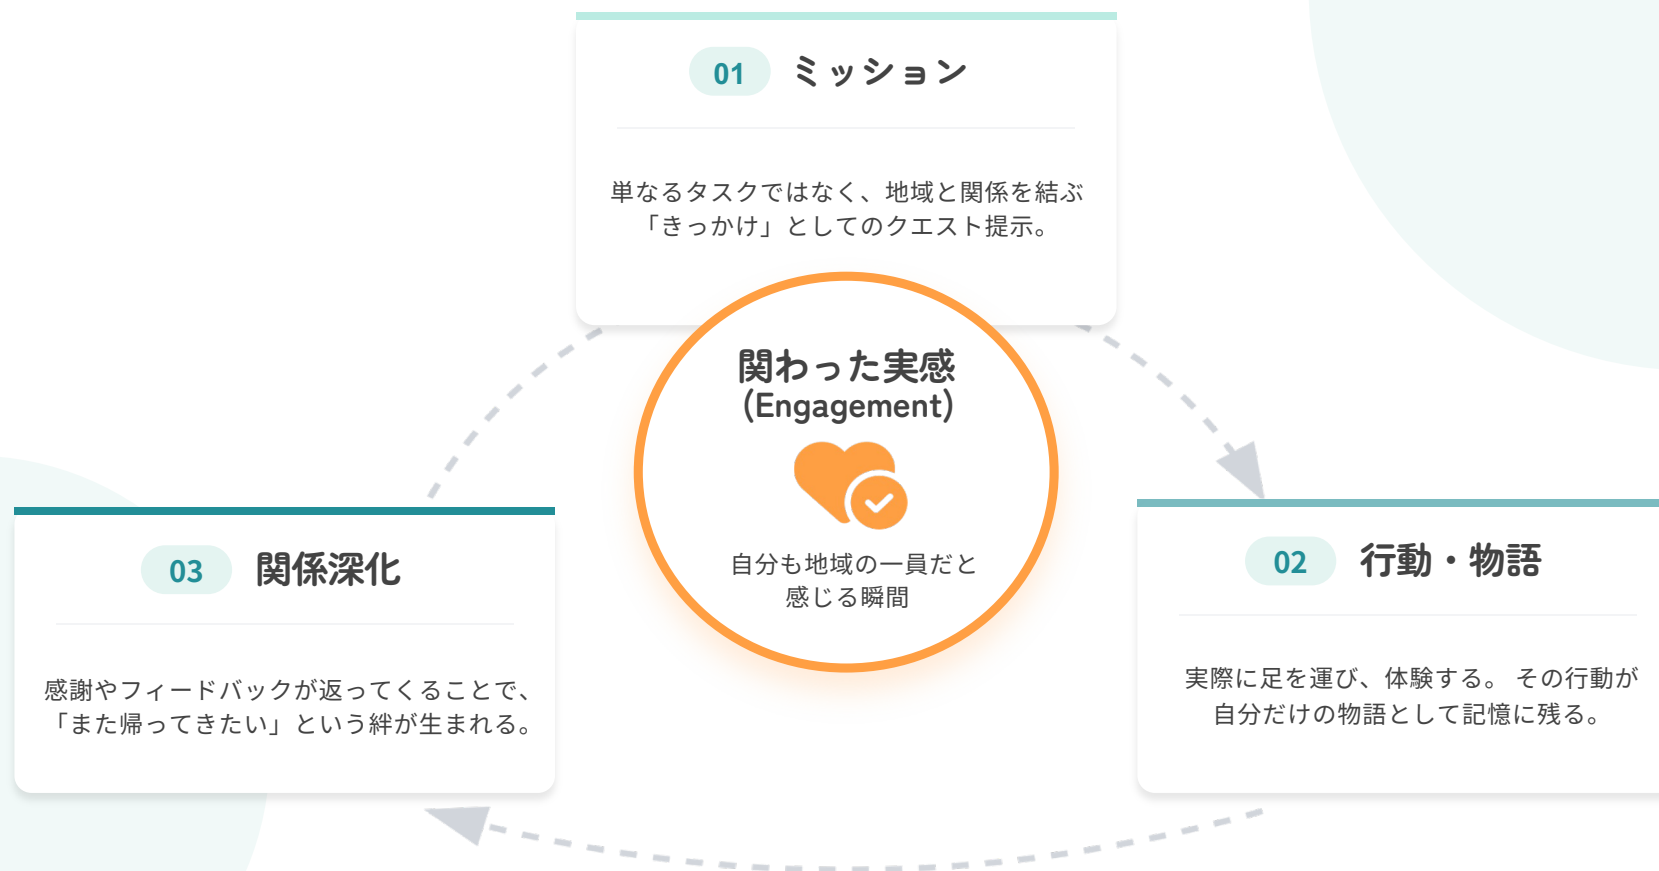 01 ミッション
単なるタスクではなく、地域と関係を結ぶ
「きっかけ」としてのクエスト提示。
関わった実感
(Engagement)
自分も地域の一員だと
感じる瞬間
02 行動・物語
実際に足を運び、体験する。 その行動が
自分だけの物語として記憶に残る。
03 関係深化
感謝やフィードバックが返ってくることで、
「また帰ってきたい」という絆が生まれる。